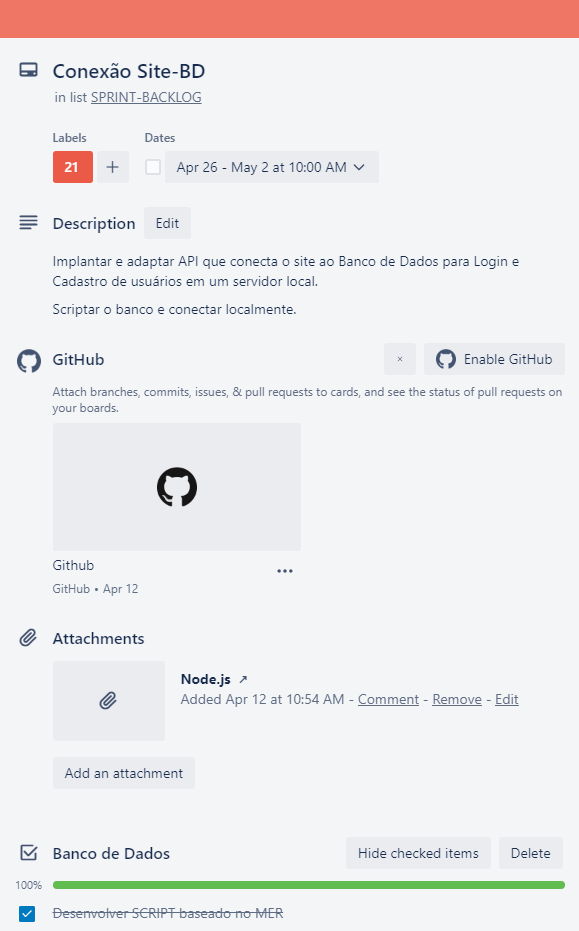 Conexão Site-BD
in list SPRINT-BACKLOG
Labels
Dates
21
+
Apr 26 - May 2 at 10:00 AM
Description
Edit
Implantar e adaptar API que conecta o site ao Banco de Dados para Login e
Cadastro de usuários em um servidor local.
Scriptar o banco e conectar localmente.
GitHub
×
Enable GitHub
Attach branches, commits, issues, & pull requests to cards, and see the status of pull requests on
your boards.
Github
GitHub • Apr 12
Attachments
Node.js ↗
Added Apr 12 at 10:54 AM - Comment - Remove - Edit
Add an attachment
Banco de Dados
Hide checked items
Delete
100%
Desenvolver SCRIPT baseado no MER